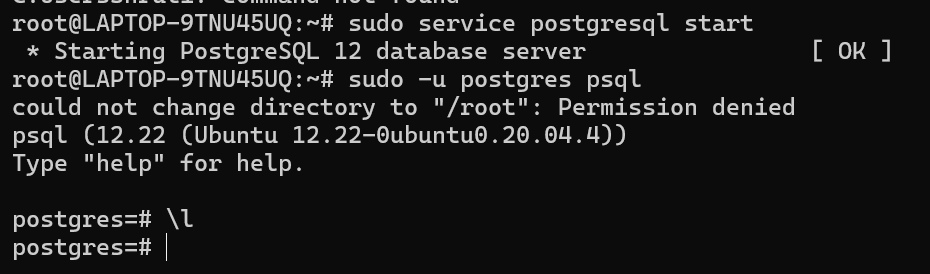 root@LAPTOP-9TNU45UQ:~# sudo service postgresql start
 * Starting PostgreSQL 12 database server                [ OK ]
root@LAPTOP-9TNU45UQ:~# sudo -u postgres psql
could not change directory to "/root": Permission denied
psql (12.22 (Ubuntu 12.22-0ubuntu0.20.04.4))
Type "help" for help.

postgres=# \l
postgres=#